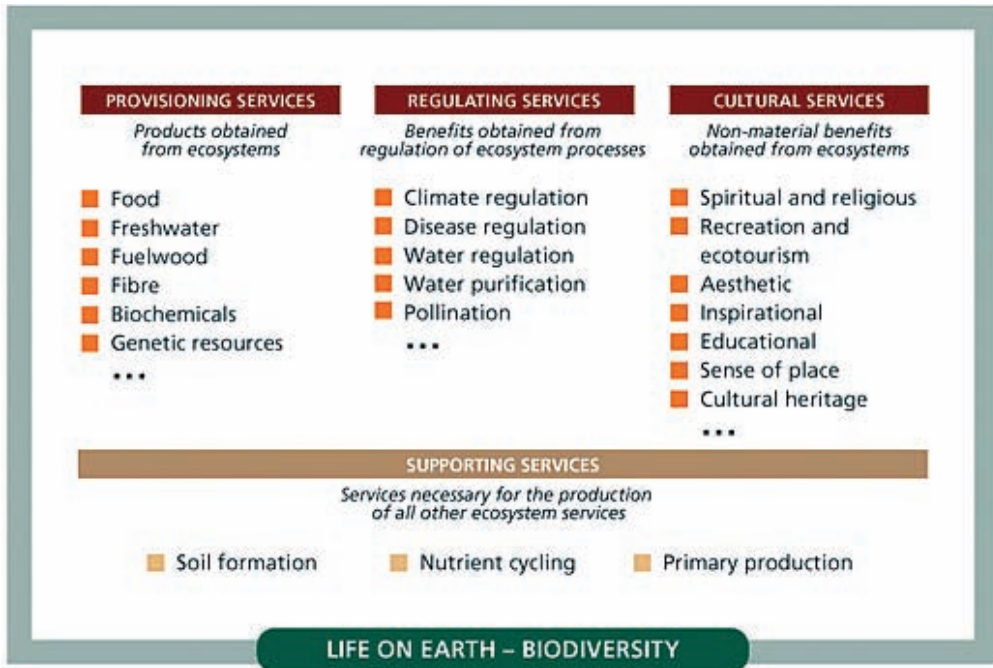 PROVISIONING SERVICES
Products obtained
from ecosystems
Food
Freshwater
Fuelwood
Fibre
Biochemicals
Genetic resources
...
REGULATING SERVICES
Benefits obtained from
regulation of ecosystem processes
Climate regulation
Disease regulation
Water regulation
Water purification
Pollination
...
CULTURAL SERVICES
Non-material benefits
obtained from ecosystems
Spiritual and religious
Recreation and
ecotourism
Aesthetic
Inspirational
Educational
Sense of place
Cultural heritage
...
SUPPORTING SERVICES
Services necessary for the production
of all other ecosystem services
Soil formation
Nutrient cycling
Primary production
LIFE ON EARTH – BIODIVERSITY